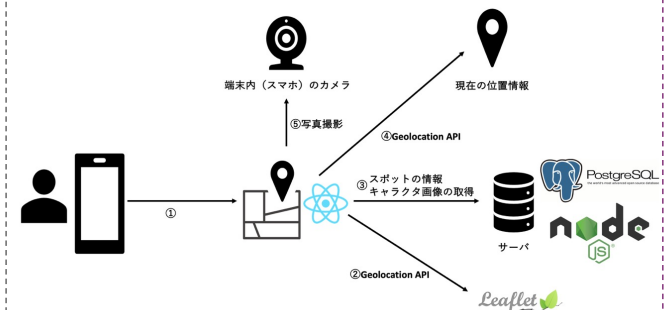 端末内（スマホ）のカメラ
現在の位置情報
⑤写真撮影
④Geolocation API
③ スポットの情報
キャラクタ画像の取得
PostgreSQL
①
サーバ
node
JS
②Geolocation API
Leaflet